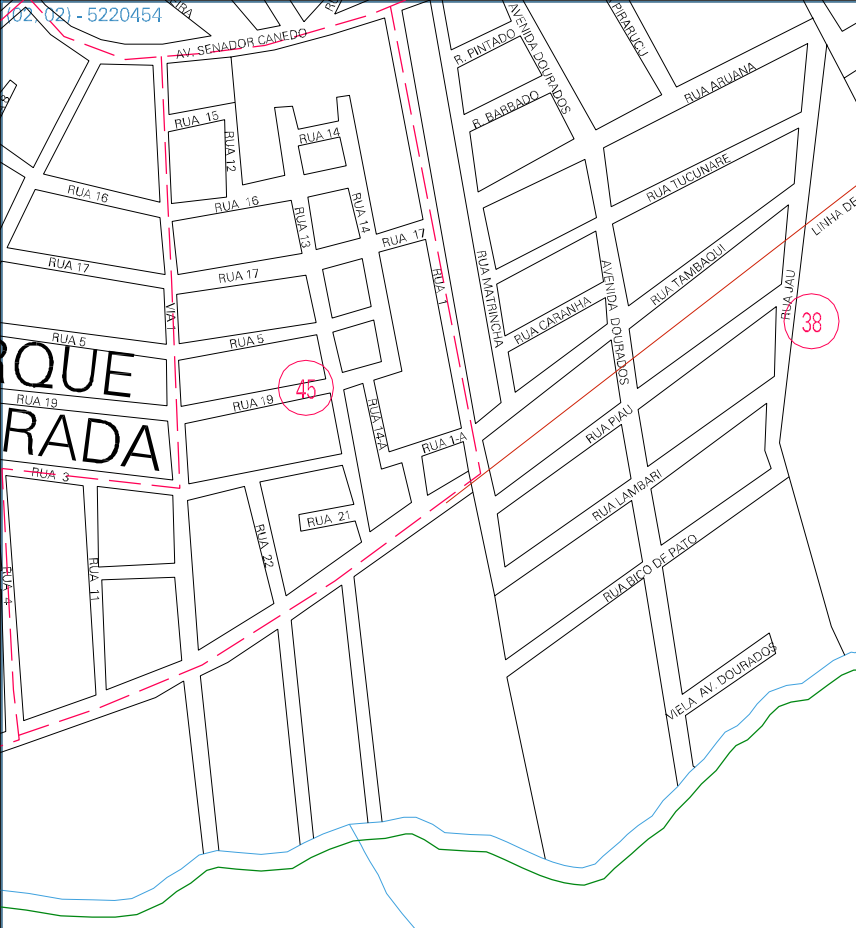 (02, 02) - 5220454
AV. SENADOR CANEDO
R. PINTADO
AVENIDA DOURADOS
PIRARUCU
RUA ARUANA
R. BARBADO
RUA 15
RUA 12
RUA 14
RUA TUCUNARE
RUA 16
RUA 16
RUA 13
RUA 14
RUA 17
LINHA DE
RUA 17
RUA 17
RUA 1
RUA MATRINCHA
AVENIDA DOURADOS
RUA TAMBAQUI
RUA JAU
VIA 1
RUA CARANHA
38
RUA 5
RUA 5
RQUE
45
RUA 19
RUA 19
RADA
RUA 14-A
RUA 1-A
RUA PIAU
RUA 3
RUA LAMBARI
RUA 21
RUA 22
RUA BICO DE PATO
RUA 4
RUA 11
VIELA AV. DOURADOS